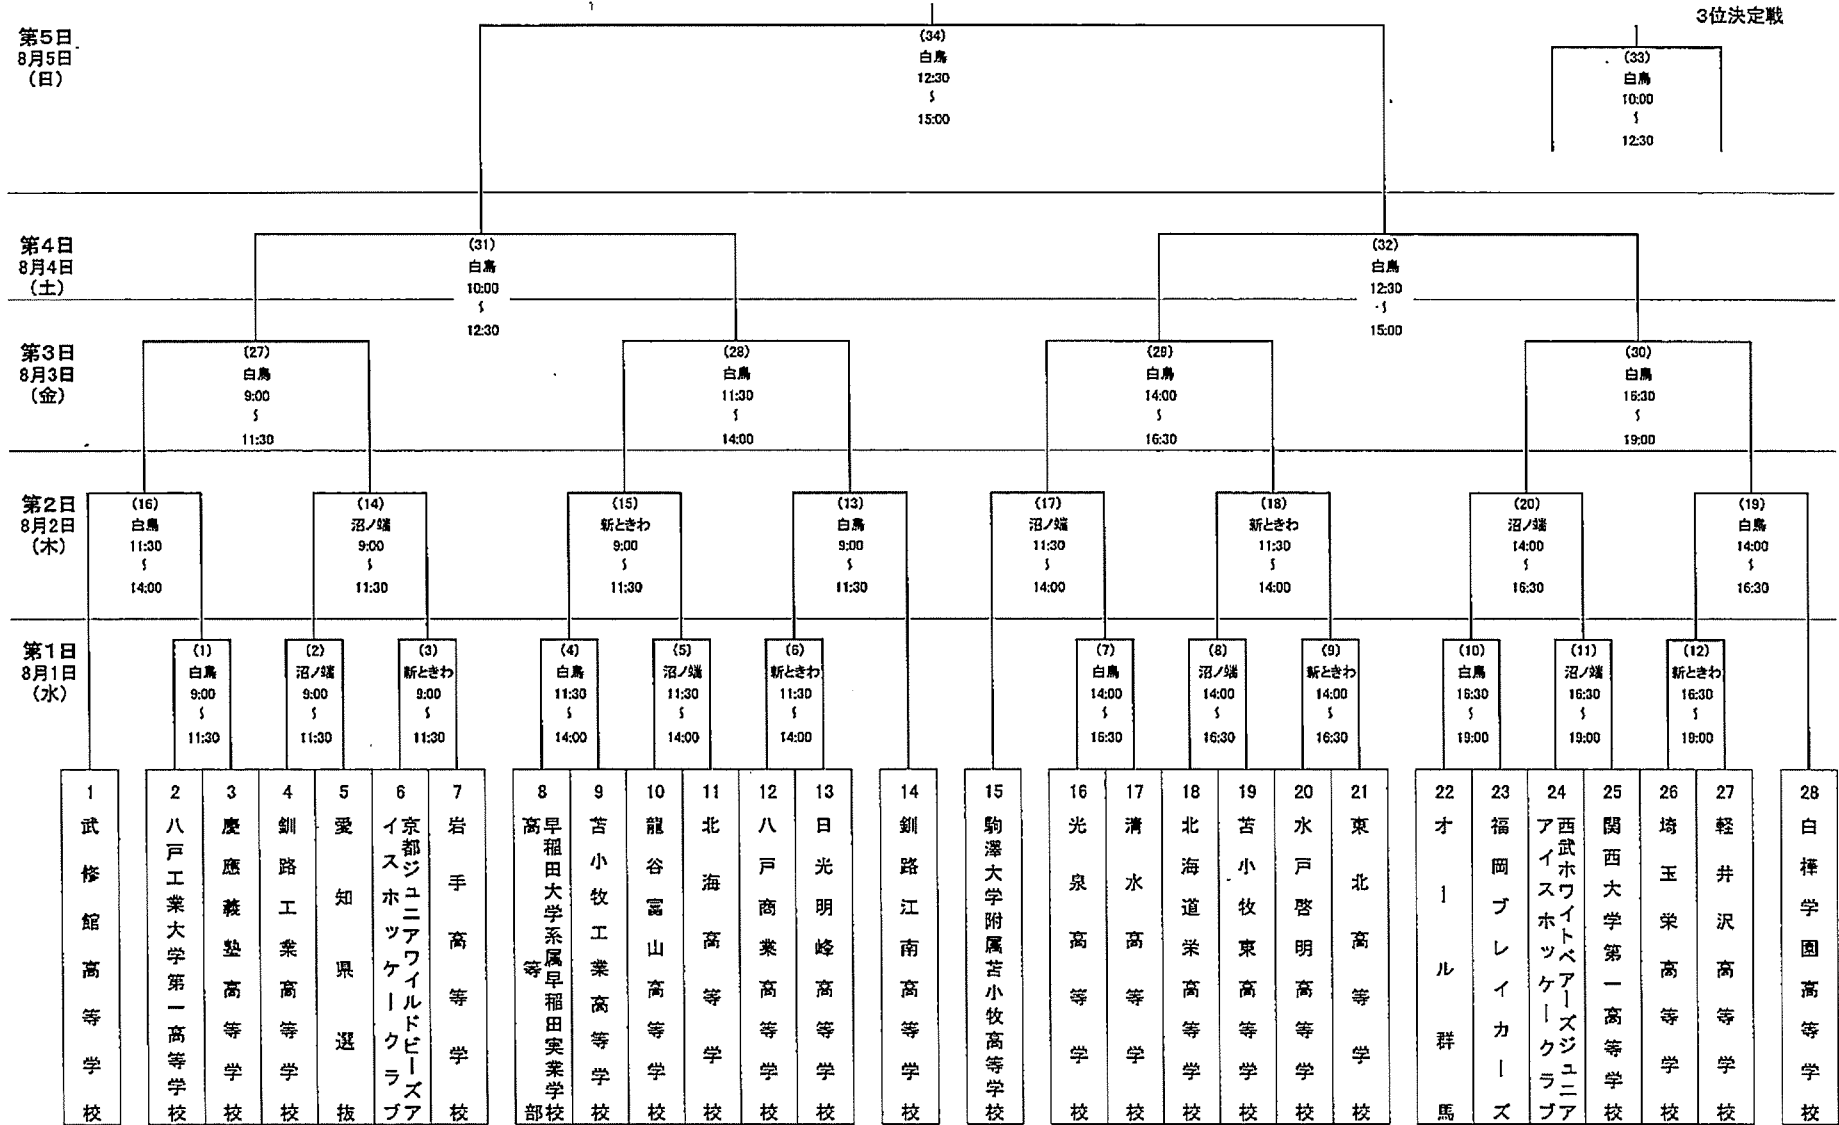 3位決定戦
第5日
8月5日
(日)
(34)
白鳥
12:30
～
15:00
(33)
白鳥
10:00
～
12:30
第4日
8月4日
(土)
(31)
白鳥
10:00
～
12:30
(32)
白鳥
12:30
～
15:00
第3日
8月3日
(金)
(27)
白鳥
9:00
～
11:30
(28)
白鳥
11:30
～
14:00
(29)
白鳥
14:00
～
16:30
(30)
白鳥
16:30
～
19:00
第2日
8月2日
(木)
(16)
白鳥
11:30
～
14:00
(14)
沼ノ端
9:00
～
11:30
(15)
新ときわ
9:00
～
11:30
(13)
白鳥
9:00
～
11:30
(17)
沼ノ端
11:30
～
14:00
(18)
新ときわ
11:30
～
14:00
(20)
沼ノ端
14:00
～
16:30
(19)
白鳥
14:00
～
16:30
第1日
8月1日
(水)
(1)
白鳥
9:00
～
11:30
(2)
沼ノ端
9:00
～
11:30
(3)
新ときわ
9:00
～
11:30
(4)
白鳥
11:30
～
14:00
(5)
沼ノ端
11:30
～
14:00
(6)
新ときわ
11:30
～
14:00
(7)
白鳥
14:00
～
16:30
(8)
沼ノ端
14:00
～
16:30
(9)
新ときわ
14:00
～
16:30
(10)
白鳥
16:30
～
19:00
(11)
沼ノ端
16:30
～
19:00
(12)
新ときわ
16:30
～
19:00
1
武修館高等学校
2
八戸工業大学第一高等学校
3
慶應義塾高等学校
4
釧路工業高等学校
5
愛知県選抜
6
京都ジュニアワイルドビーズア
イスホッケークラブ
7
岩手高等学校
8
早稲田大学系属早稲田実業学校
高等部
9
苫小牧工業高等学校
10
龍谷富山高等学校
11
北海高等学校
12
八戸商業高等学校
13
日光明峰高等学校
14
釧路江南高等学校
15
駒澤大学附属苫小牧高等学校
16
光泉高等学校
17
清水高等学校
18
北海道栄高等学校
19
苫小牧東高等学校
20
水戸啓明高等学校
21
東北高等学校
22
オール群馬
23
福岡ブレイカーズ
24
西武ホワイトベアーズジュニア
アイスホッケークラブ
25
関西大学第一高等学校
26
埼玉栄高等学校
27
軽井沢高等学校
28
白樺学園高等学校